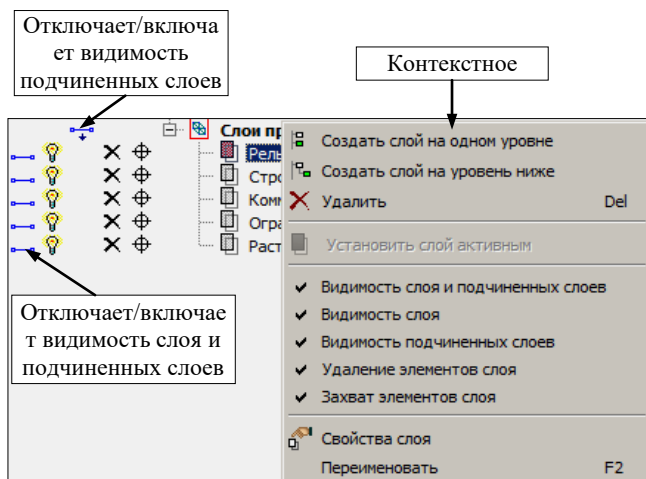 Отключает/включа
ет видимость
подчиненных слоев
Контекстное
Слои пр
Рель
Стро
Комм
Огра
Раст
Создать слой на одном уровне
Создать слой на уровень ниже
Удалить Del
Установить слой активным
Видимость слоя и подчиненных слоев
Видимость слоя
Видимость подчиненных слоев
Удаление элементов слоя
Захват элементов слоя
Свойства слоя
Переименовать F2
Отключает/включае
т видимость слоя и
подчиненных слоев